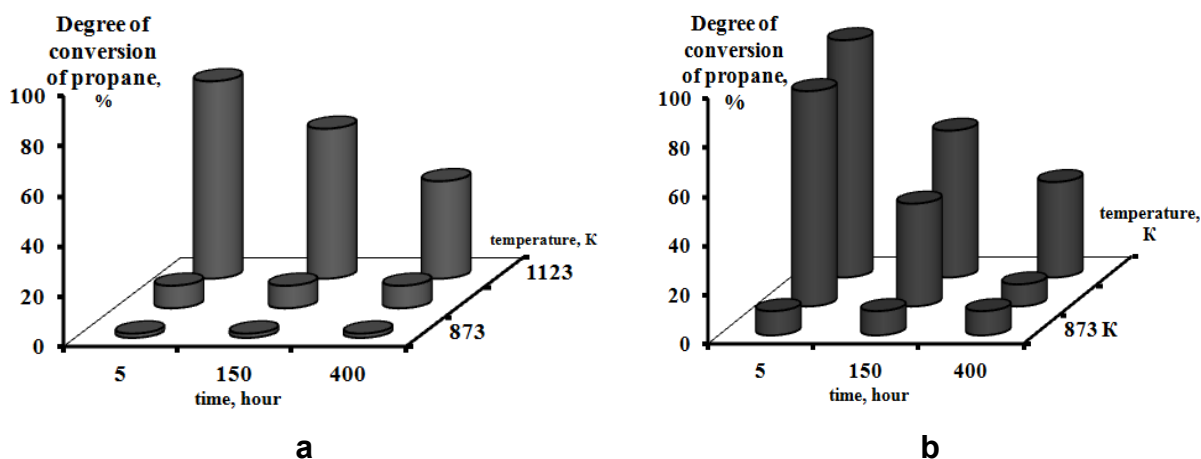 Degree of
conversion
of propane,
%
100
80
60
40
20
0
5
150
400
time, hour
873
1123
temperature, K
a
Degree of
conversion
of propane,
%
100
80
60
40
20
0
5
150
400
time, hour
873 K
temperature,
K
b